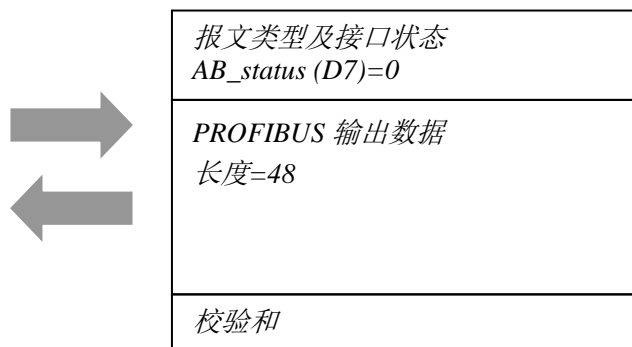 报文类型及接口状态
AB_status (D7)=0
PROFIBUS 输出数据
长度=48
校验和